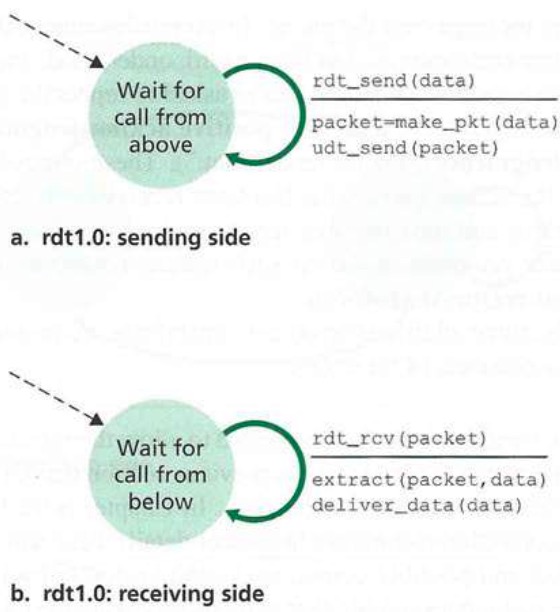 Wait for
call from
above
rdt_send(data)
packet=make_pkt(data)
udt_send(packet)
a. rdt1.0: sending side
Wait for
call from
below
rdt_rcv(packet)
extract(packet,data)
deliver_data(data)
b. rdt1.0: receiving side